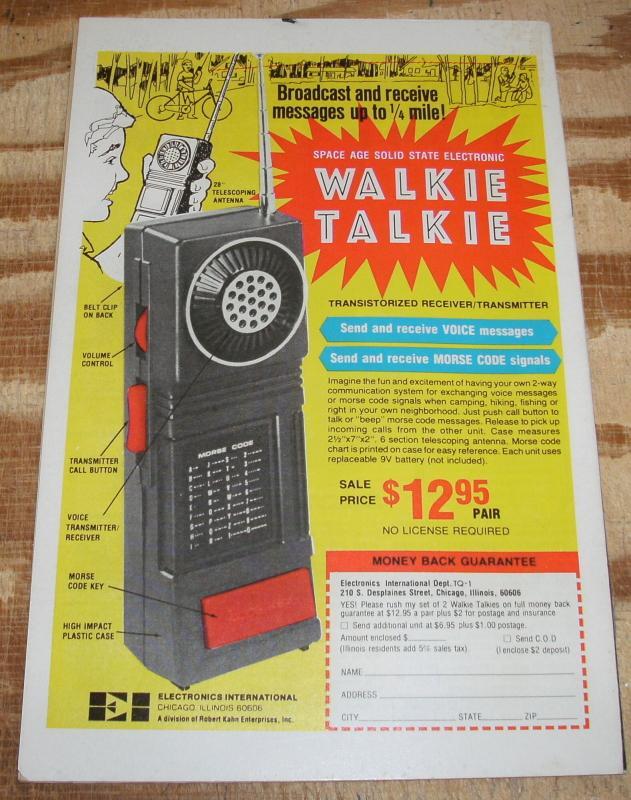 Broadcast and receive
messages up to 1/4 mile!
SPACE AGE SOLID STATE ELECTRONIC
WALKIE
TALKIE
28"
TELESCOPING
ANTENNA
BELT CLIP
ON BACK
VOLUME
CONTROL
TRANSMITTER
CALL BUTTON
VOICE
TRANSMITTER/
RECEIVER
MORSE
CODE KEY
HIGH IMPACT
PLASTIC CASE
MORSE CODE
TRANSISTORIZED RECEIVER/TRANSMITTER
Send and receive VOICE messages
Send and receive MORSE CODE signals
Imagine the fun and excitement of having your own 2-way
communication system for exchanging voice messages
or morse code signals when camping, hiking, fishing or
right in your own neighborhood. Just push call button to
talk or "beep" morse code messages. Release to pick up
incoming calls from the other unit. Case measures
2½"x7"x2". 6 section telescoping antenna. Morse code
chart is printed on case for easy reference. Each unit uses
replaceable 9V battery (not included).
SALE
PRICE $12.95
PAIR
NO LICENSE REQUIRED
MONEY BACK GUARANTEE
Electronics International Dept. TQ-1
210 S. Desplaines Street, Chicago, Illinois, 60606
YES! Please rush my set of 2 Walkie Talkies on full money back
guarantee at $12.95 a pair plus $2 for postage and insurance
☐ Send additional unit at $6.95 plus $1.00 postage.
Amount enclosed $ ☐ Send C.O.D
(Illinois residents add 5% sales tax) (I enclose $2 deposit)
NAME
ADDRESS
CITY STATE ZIP
EI
ELECTRONICS INTERNATIONAL
CHICAGO, ILLINOIS 60606
A division of Robert Kahn Enterprises, Inc.